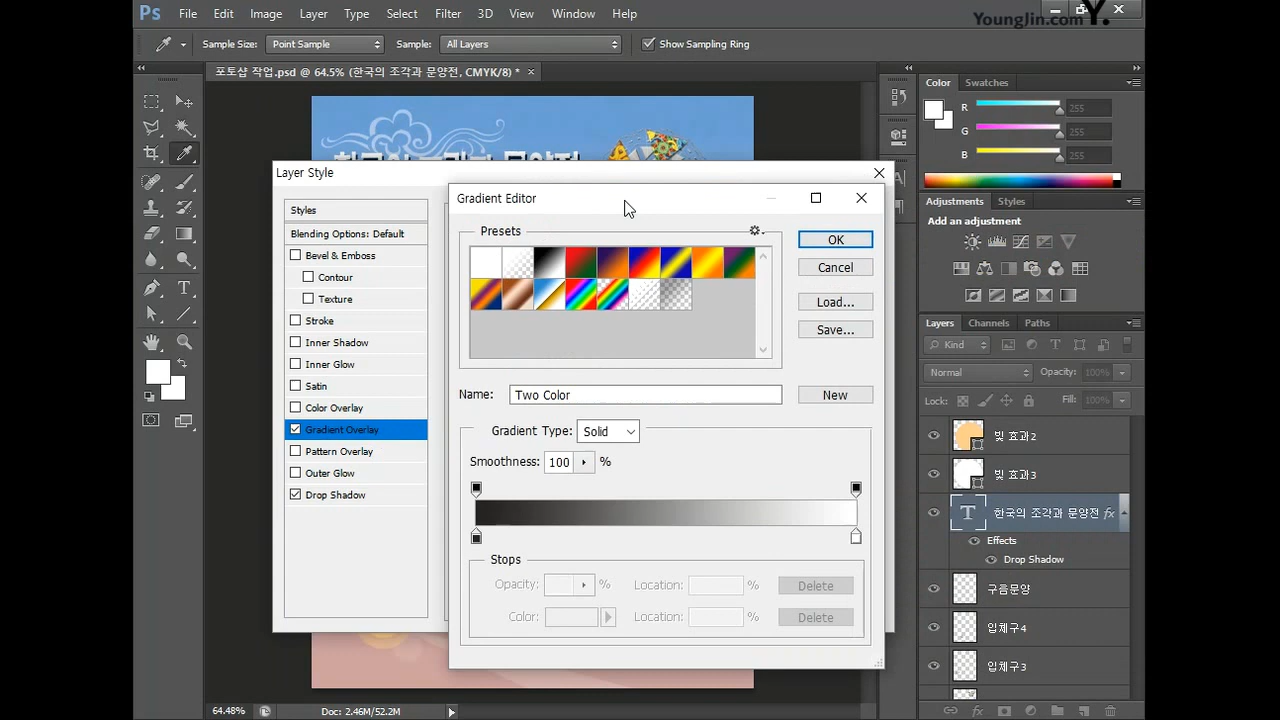 Ps File Edit Image Layer Type Select Filter 3D View Window Help
YoungJin.com Y.
Sample Size: Point Sample Sample: All Layers Show Sampling Ring
포토샵 작업.psd @ 64.5% (한국의 조각과 문양전, CMYK/8) * ×
Color Swatches
R 255
G 255
B 255
Layer Style
Gradient Editor
Styles
Blending Options: Default
Bevel & Emboss
Contour
Texture
Stroke
Inner Shadow
Inner Glow
Satin
Color Overlay
Gradient Overlay
Pattern Overlay
Outer Glow
Drop Shadow
Presets
OK
Cancel
Load...
Save...
Name: Two Color New
Gradient Type: Solid
Smoothness: 100 %
Stops
Opacity: % Location: % Delete
Color: Location: % Delete
Adjustments Styles
Add an adjustment
Layers Channels Paths
Kind
Normal Opacity: 100%
Lock: Fill: 100%
빛 효과2
빛 효과3
T 한국의 조각과 문양전 fx
Effects
Drop Shadow
구름문양
입체구4
입체구3
64.48% Doc: 2.46M/52.2M
fx